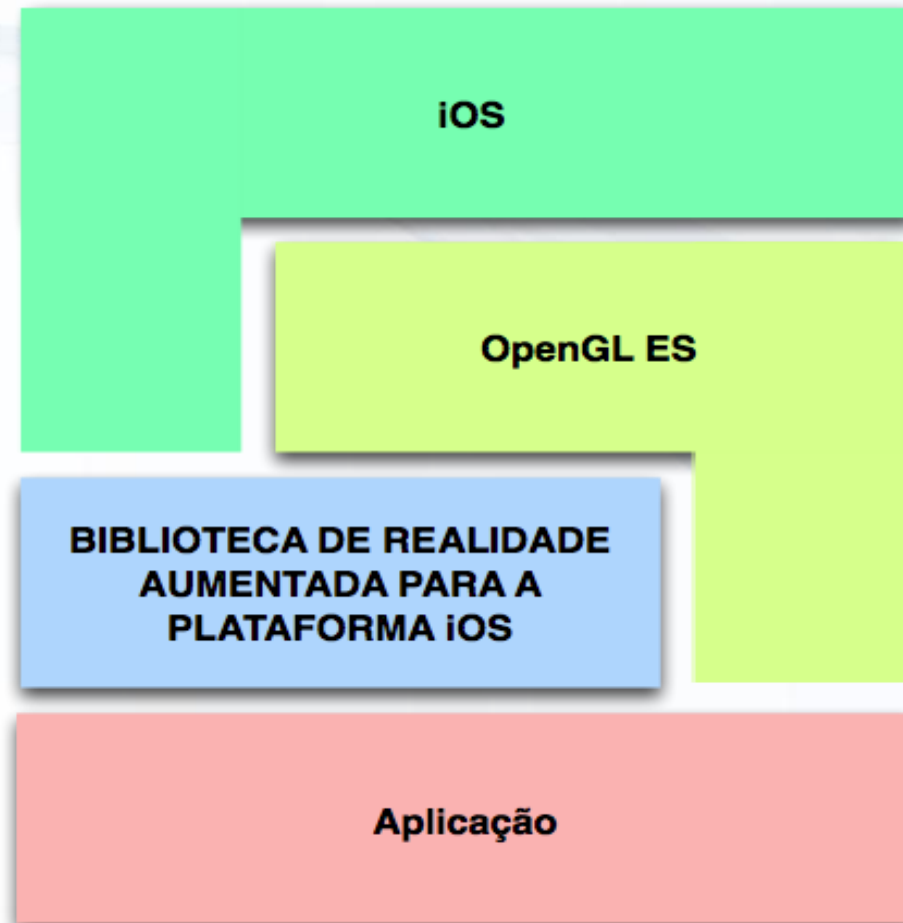 iOS
OpenGL ES
BIBLIOTECA DE REALIDADE
AUMENTADA PARA A
PLATAFORMA iOS
Aplicação